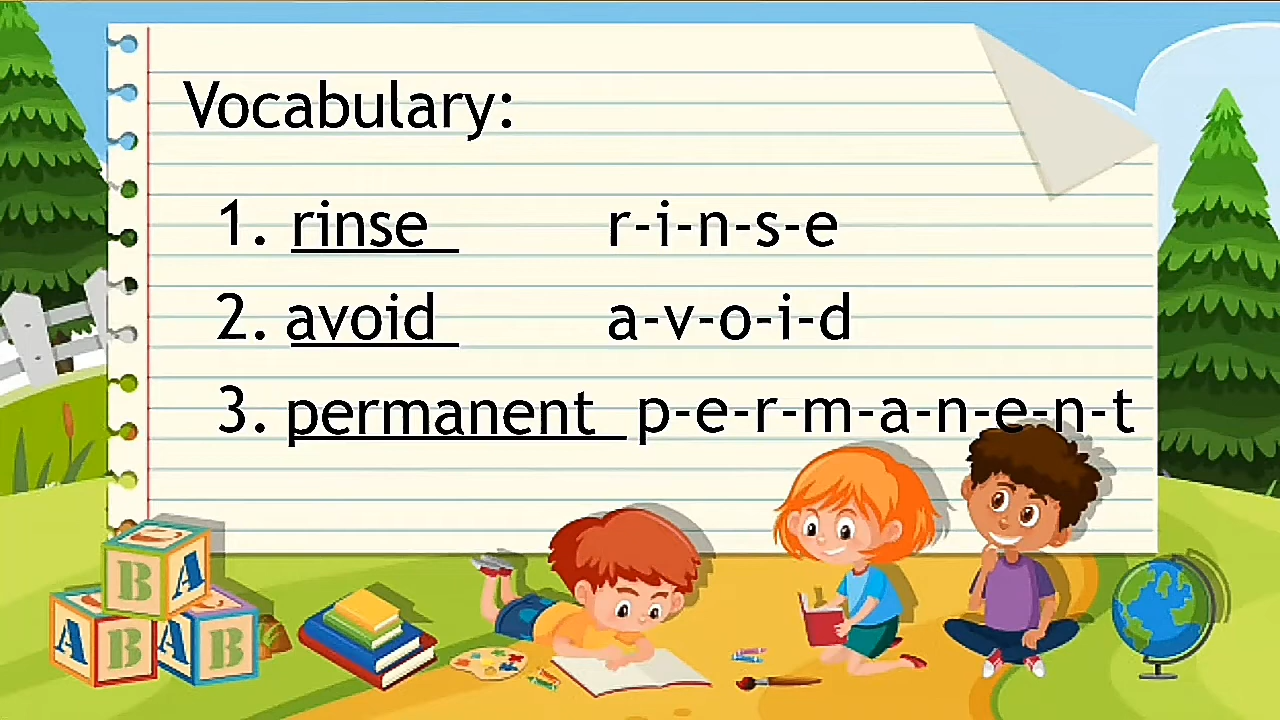 Vocabulary:
1. rinse r-i-n-s-e
2. avoid a-v-o-i-d
3. permanent p-e-r-m-a-n-e-n-t
B A
A B A B